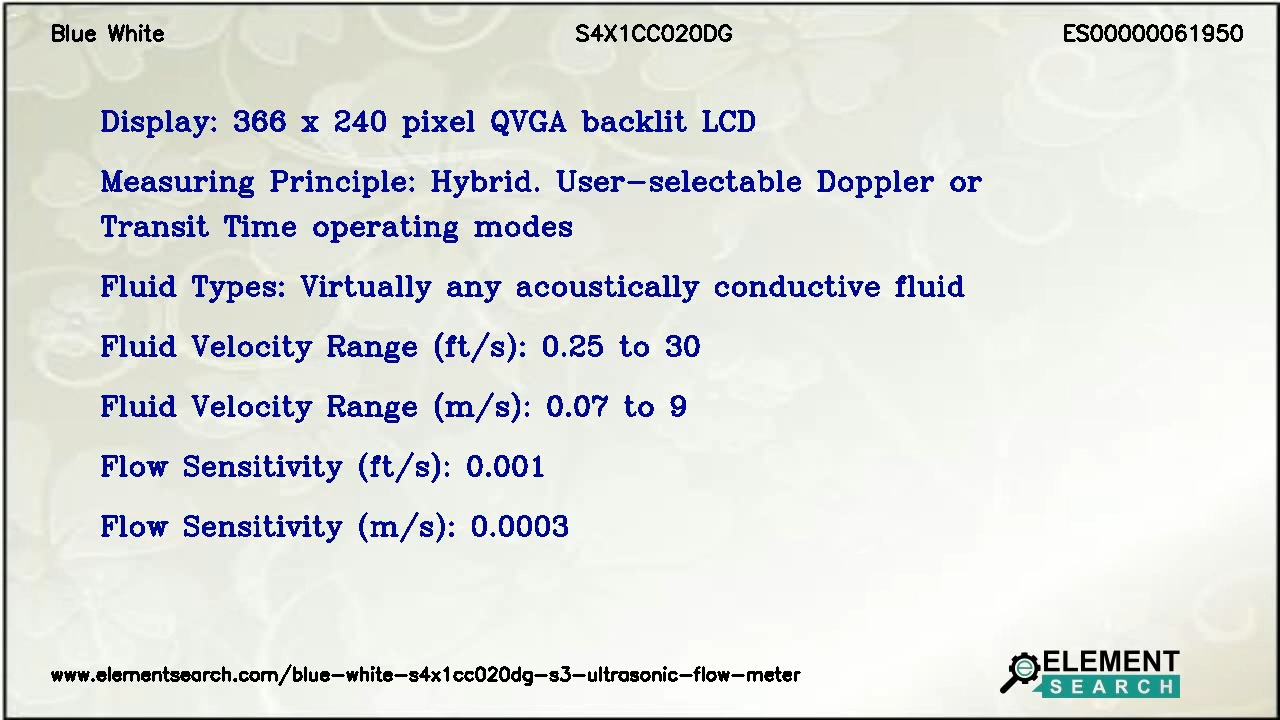 Blue White S4X1CC020DG ES00000061950
Display: 366 x 240 pixel QVGA backlit LCD
Measuring Principle: Hybrid. User-selectable Doppler or
Transit Time operating modes
Fluid Types: Virtually any acoustically conductive fluid
Fluid Velocity Range (ft/s): 0.25 to 30
Fluid Velocity Range (m/s): 0.07 to 9
Flow Sensitivity (ft/s): 0.001
Flow Sensitivity (m/s): 0.0003
www.elementsearch.com/blue-white-s4x1cc020dg-s3-ultrasonic-flow-meter
e ELEMENT
SEARCH